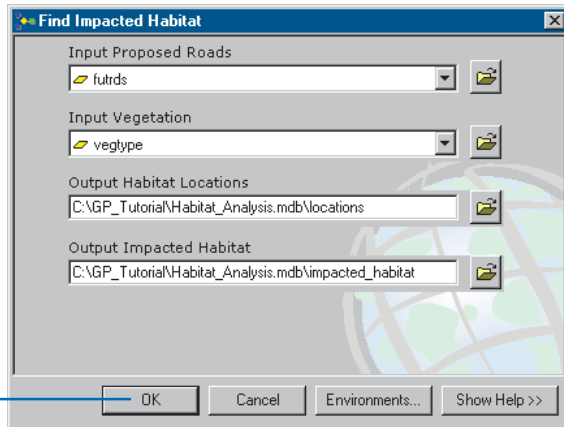 Find Impacted Habitat
Input Proposed Roads
futrds
Input Vegetation
vegtype
Output Habitat Locations
C:\GP_Tutorial\Habitat_Analysis.mdb\locations
Output Impacted Habitat
C:\GP_Tutorial\Habitat_Analysis.mdb\impacted_habitat
OK
Cancel
Environments...
Show Help >>